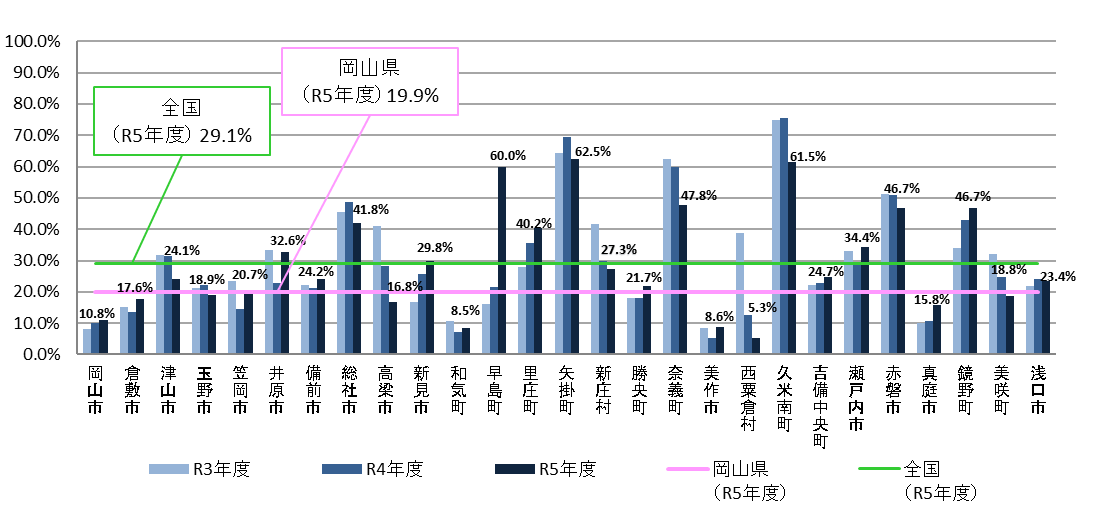 100.0%
90.0%
80.0%
70.0%
60.0%
50.0%
40.0%
30.0%
20.0%
10.0%
0.0%
岡山県
（R5年度）19.9%
全国
（R5年度）29.1%
10.8%
17.6%
24.1%
18.9%
20.7%
32.6%
24.2%
41.8%
16.8%
29.8%
8.5%
60.0%
40.2%
62.5%
27.3%
21.7%
47.8%
8.6%
5.3%
61.5%
24.7%
34.4%
46.7%
15.8%
46.7%
18.8%
23.4%
岡山市
倉敷市
津山市
玉野市
笠岡市
井原市
備前市
総社市
高梁市
新見市
和気町
早島町
里庄町
矢掛町
新庄村
勝央町
奈義町
美作市
西粟倉村
久米南町
吉備中央町
瀬戸内市
赤磐市
真庭市
鏡野町
美咲町
浅口市
R3年度
R4年度
R5年度
岡山県
（R5年度）
全国
（R5年度）